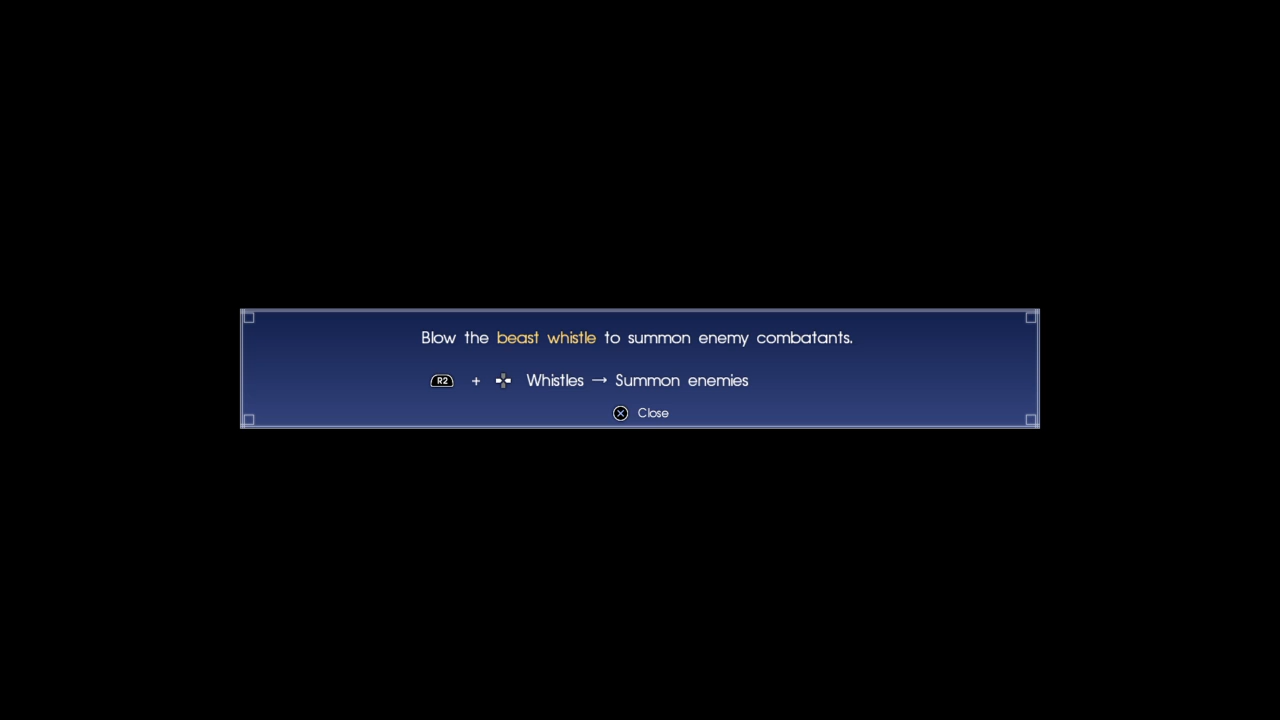 Blow the beast whistle to summon enemy combatants.
R2 + Whistles → Summon enemies
Close